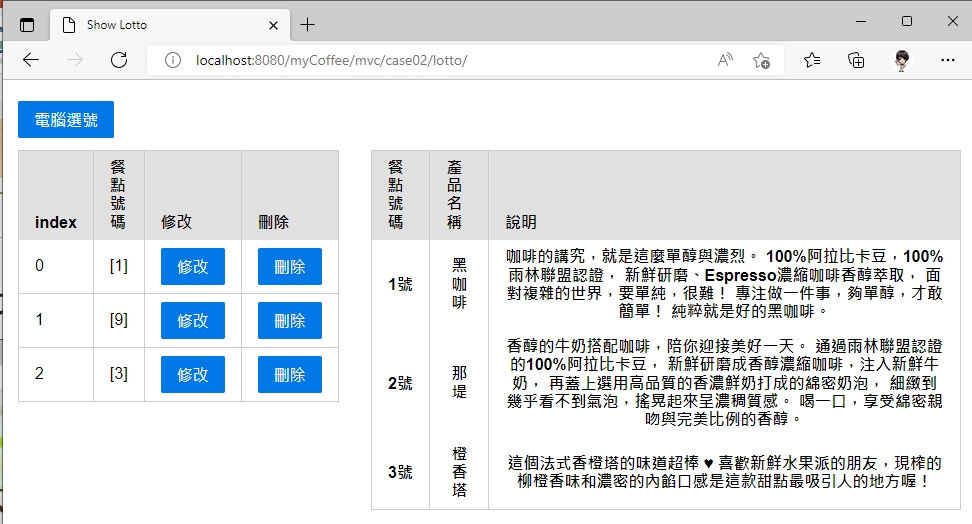 Show Lotto
localhost:8080/myCoffee/mvc/case02/lotto/
電腦選號
index 餐點號碼 修改 刪除
0 [1] 修改 刪除
1 [9] 修改 刪除
2 [3] 修改 刪除
餐點號碼 產品名稱 說明
1號 黑咖啡
咖啡的講究，就是這麼單醇與濃烈。 100%阿拉比卡豆，100%
雨林聯盟認證， 新鮮研磨、Espresso濃縮咖啡香醇萃取， 面
對複雜的世界，要單純，很難！ 專注做一件事，夠單醇，才敢
簡單！ 純粹就是好的黑咖啡。
2號 那堤
香醇的牛奶搭配咖啡，陪你迎接美好一天。 通過雨林聯盟認證
的100%阿拉比卡豆， 新鮮研磨成香醇濃縮咖啡，注入新鮮牛
奶， 再蓋上選用高品質的香濃鮮奶打成的綿密奶泡， 細緻到
幾乎看不到氣泡，搖晃起來呈濃稠質感。 喝一口，享受綿密親
吻與完美比例的香醇。
3號 橙香塔
這個法式香橙塔的味道超棒 ♥ 喜歡新鮮水果派的朋友，現榨的
柳橙香味和濃密的內餡口感是這款甜點最吸引人的地方喔！